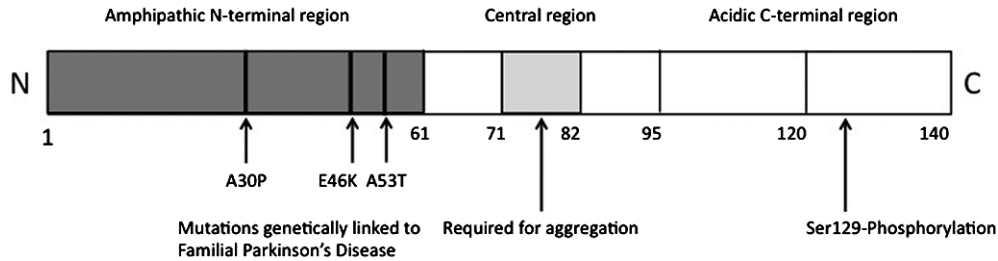 Amphipathic N-terminal region Central region Acidic C-terminal region
N C
1 61 71 82 95 120 140
A30P E46K A53T
Mutations genetically linked to Required for aggregation Ser129-Phosphorylation
Familial Parkinson's Disease